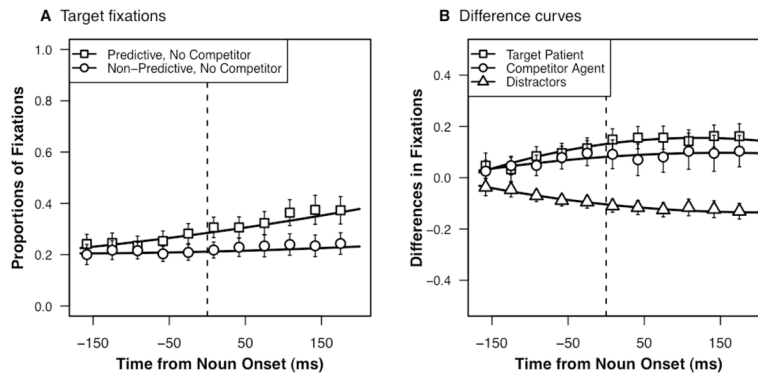 A Target fixations
Predictive, No Competitor
Non−Predictive, No Competitor
1.0
0.8
0.6
0.4
0.2
0.0
Proportions of Fixations
−150
−50
50
150
Time from Noun Onset (ms)
B Difference curves
Target Patient
Competitor Agent
Distractors
0.4
0.2
0.0
−0.2
−0.4
Differences in Fixations
−150
−50
50
150
Time from Noun Onset (ms)